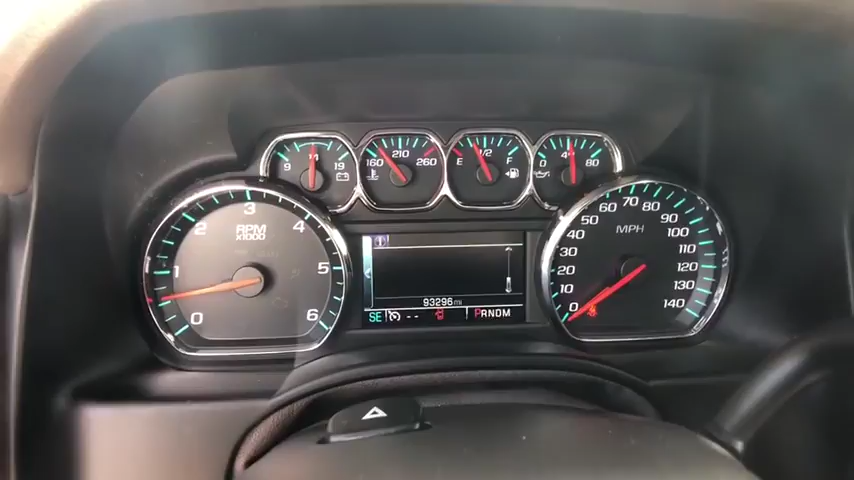 9 14 19
160 210 260
E 1/2 F
0 40 80
RPM
x1000
0 1 2 3 4 5 6
MPH
0 10 20 30 40 50 60 70 80 90 100 110 120 130 140
93296 mi
SE -- PRNDM